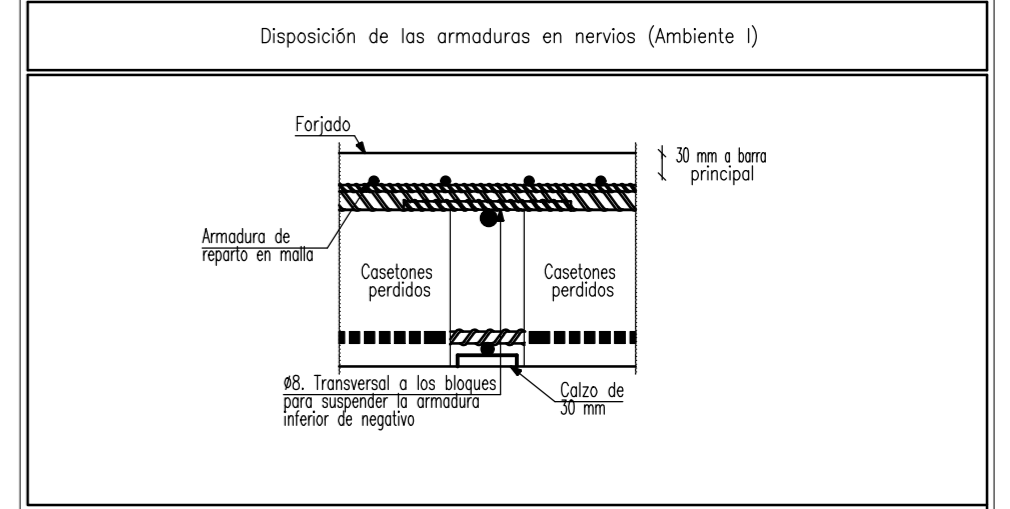 Disposición de las armaduras en nervios (Ambiente I)
Forjado
30 mm a barra
principal
Armadura de
reparto en malla
Casetones
perdidos
Casetones
perdidos
ø8. Transversal a los bloques
para suspender la armadura
inferior de negativo
Calzo de
30 mm